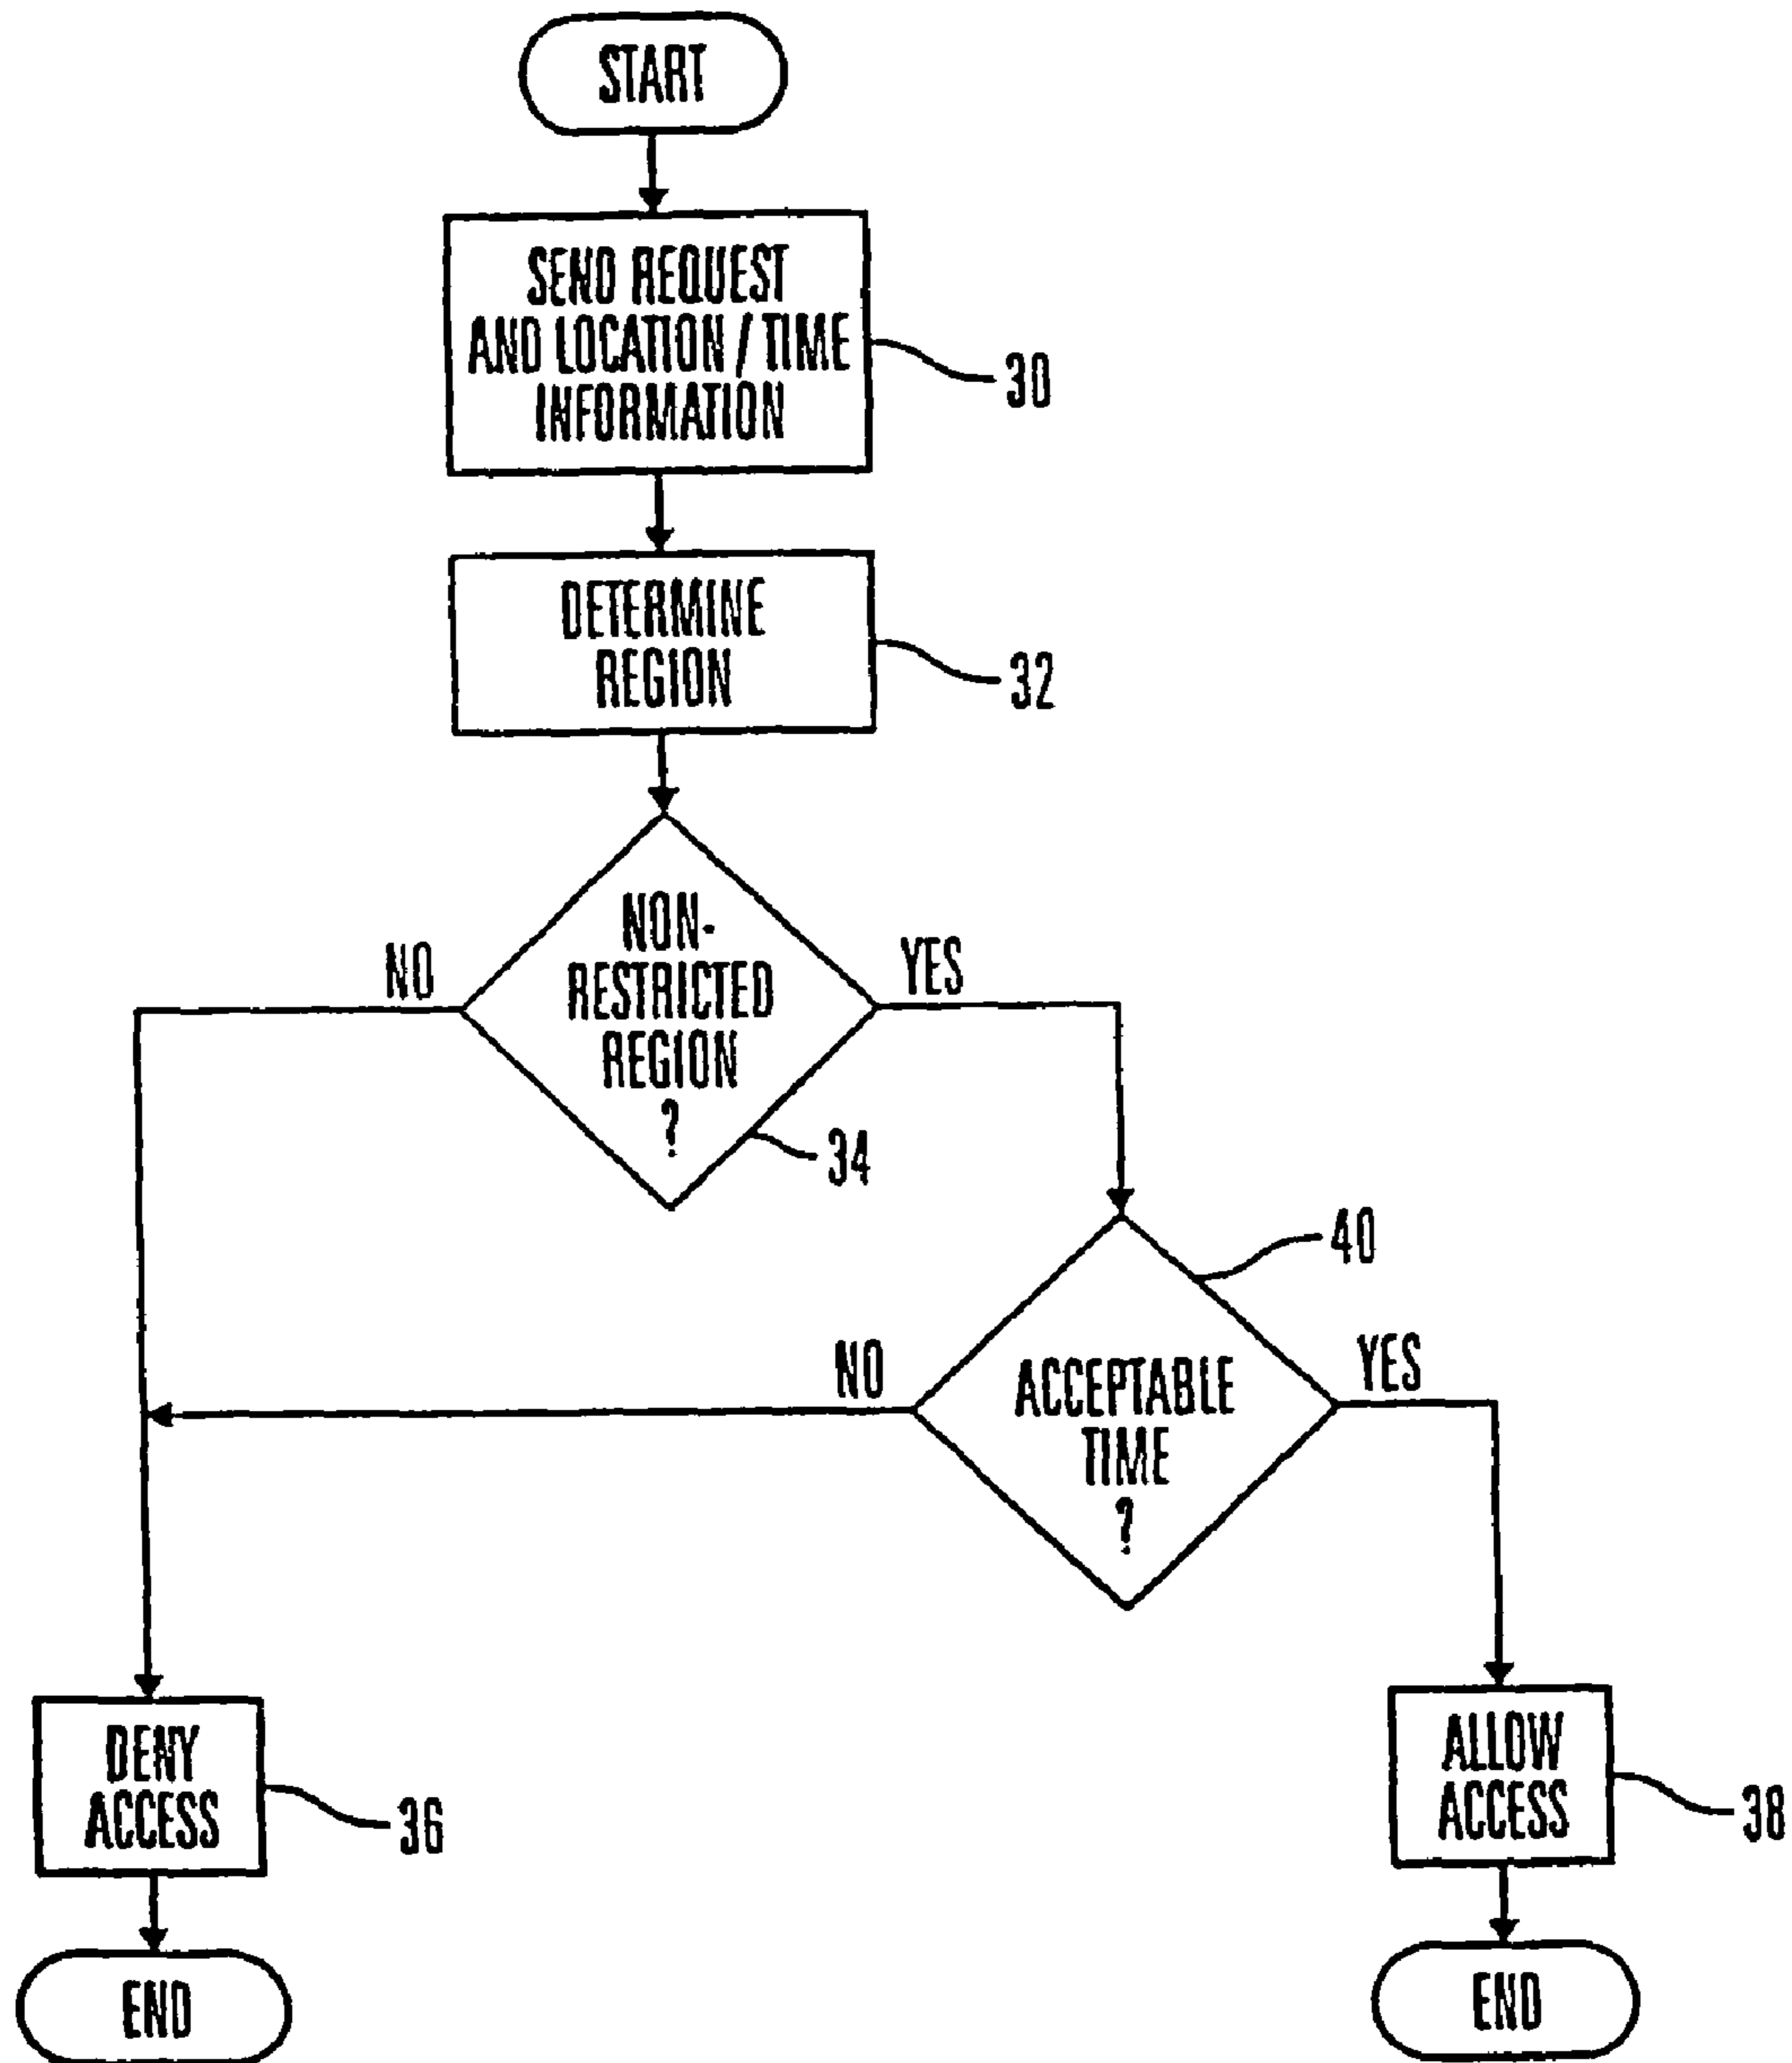 START
SEND REQUEST
AND LOCATION / TIME
INFORMATION
30
DETERMINE
REGION
32
NO
NON-
RESTRICTED
REGION
?
YES
34
40
NO
ACCEPTABLE
TIME
?
YES
DENY
ACCESS
36
ALLOW
ACCESS
38
END
END